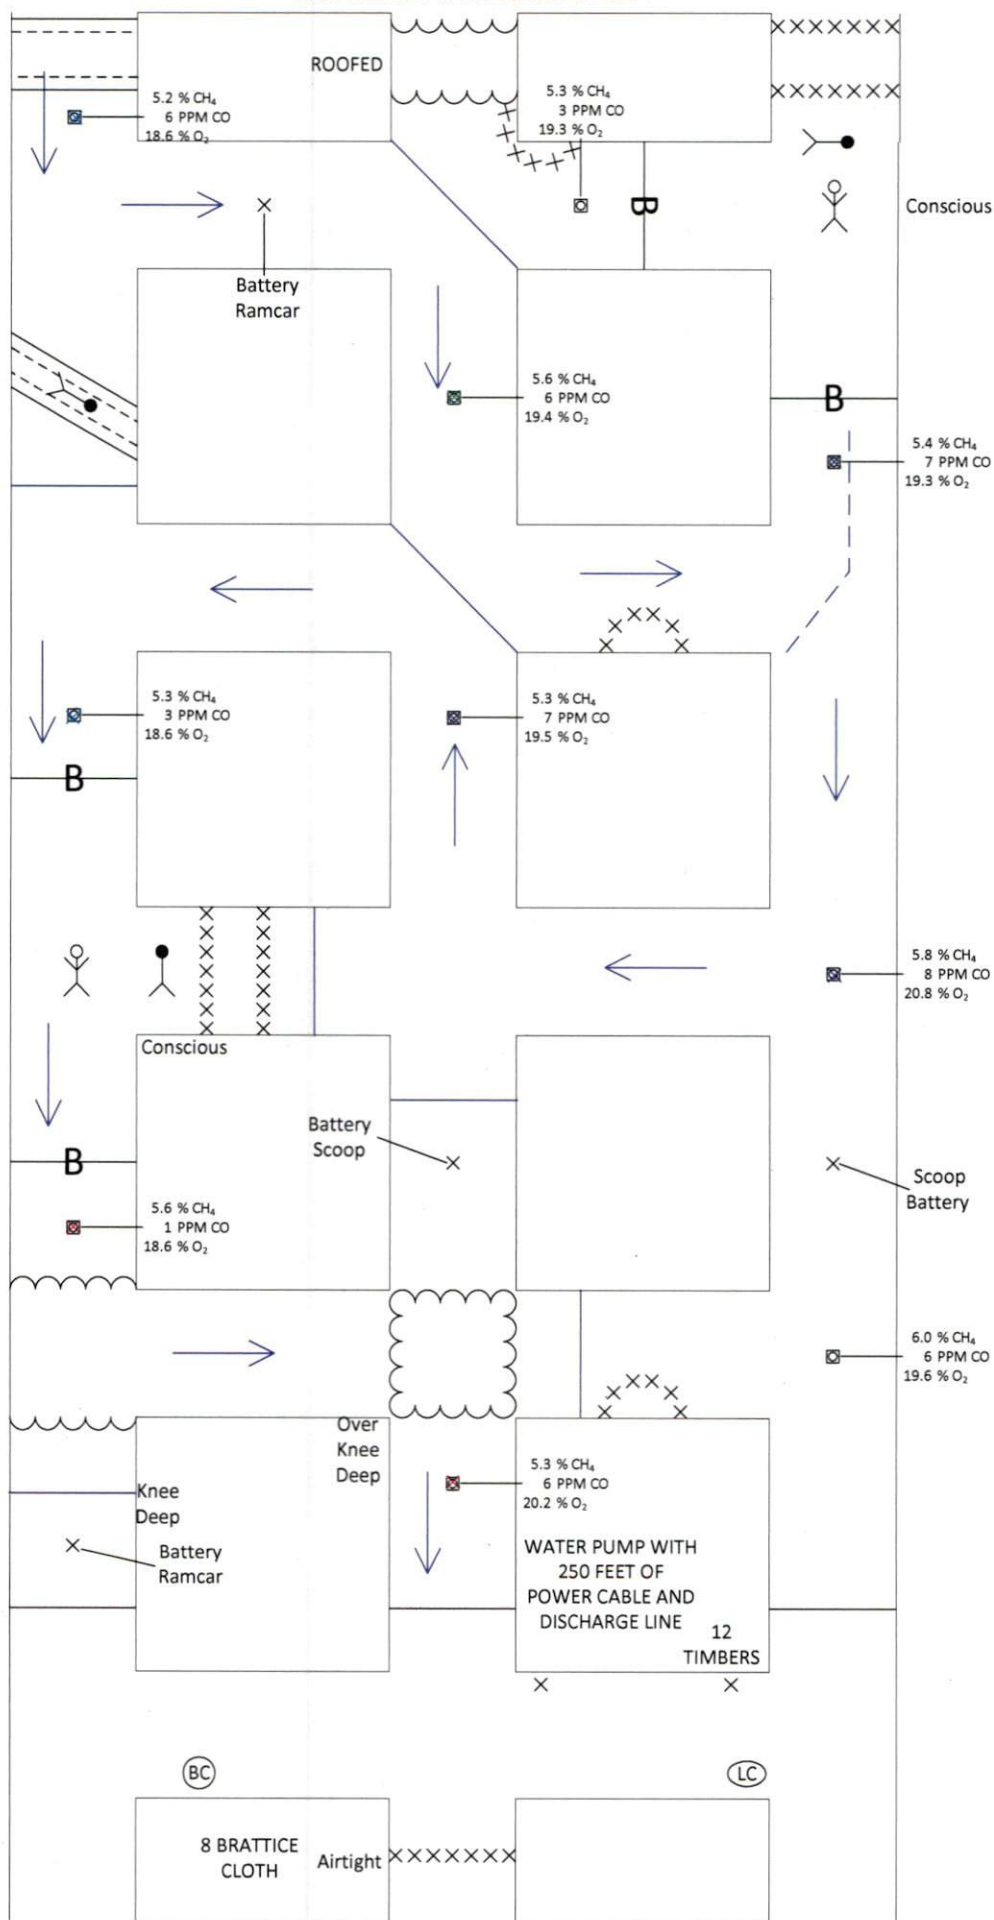 ROOFED
5.2 % CH₄
6 PPM CO
18.6 % O₂
5.3 % CH₄
3 PPM CO
19.3 % O₂
B
Conscious
Battery
Ramcar
5.6 % CH₄
6 PPM CO
19.4 % O₂
B
5.4 % CH₄
7 PPM CO
19.3 % O₂
5.3 % CH₄
3 PPM CO
18.6 % O₂
5.3 % CH₄
7 PPM CO
19.5 % O₂
B
5.8 % CH₄
8 PPM CO
20.8 % O₂
Conscious
Battery
Scoop
B
Scoop
Battery
5.6 % CH₄
1 PPM CO
18.6 % O₂
6.0 % CH₄
6 PPM CO
19.6 % O₂
Over
Knee
Deep
5.3 % CH₄
6 PPM CO
20.2 % O₂
Knee
Deep
Battery
Ramcar
WATER PUMP WITH
250 FEET OF
POWER CABLE AND
DISCHARGE LINE
12
TIMBERS
BC
LC
8 BRATTICE
CLOTH
Airtight